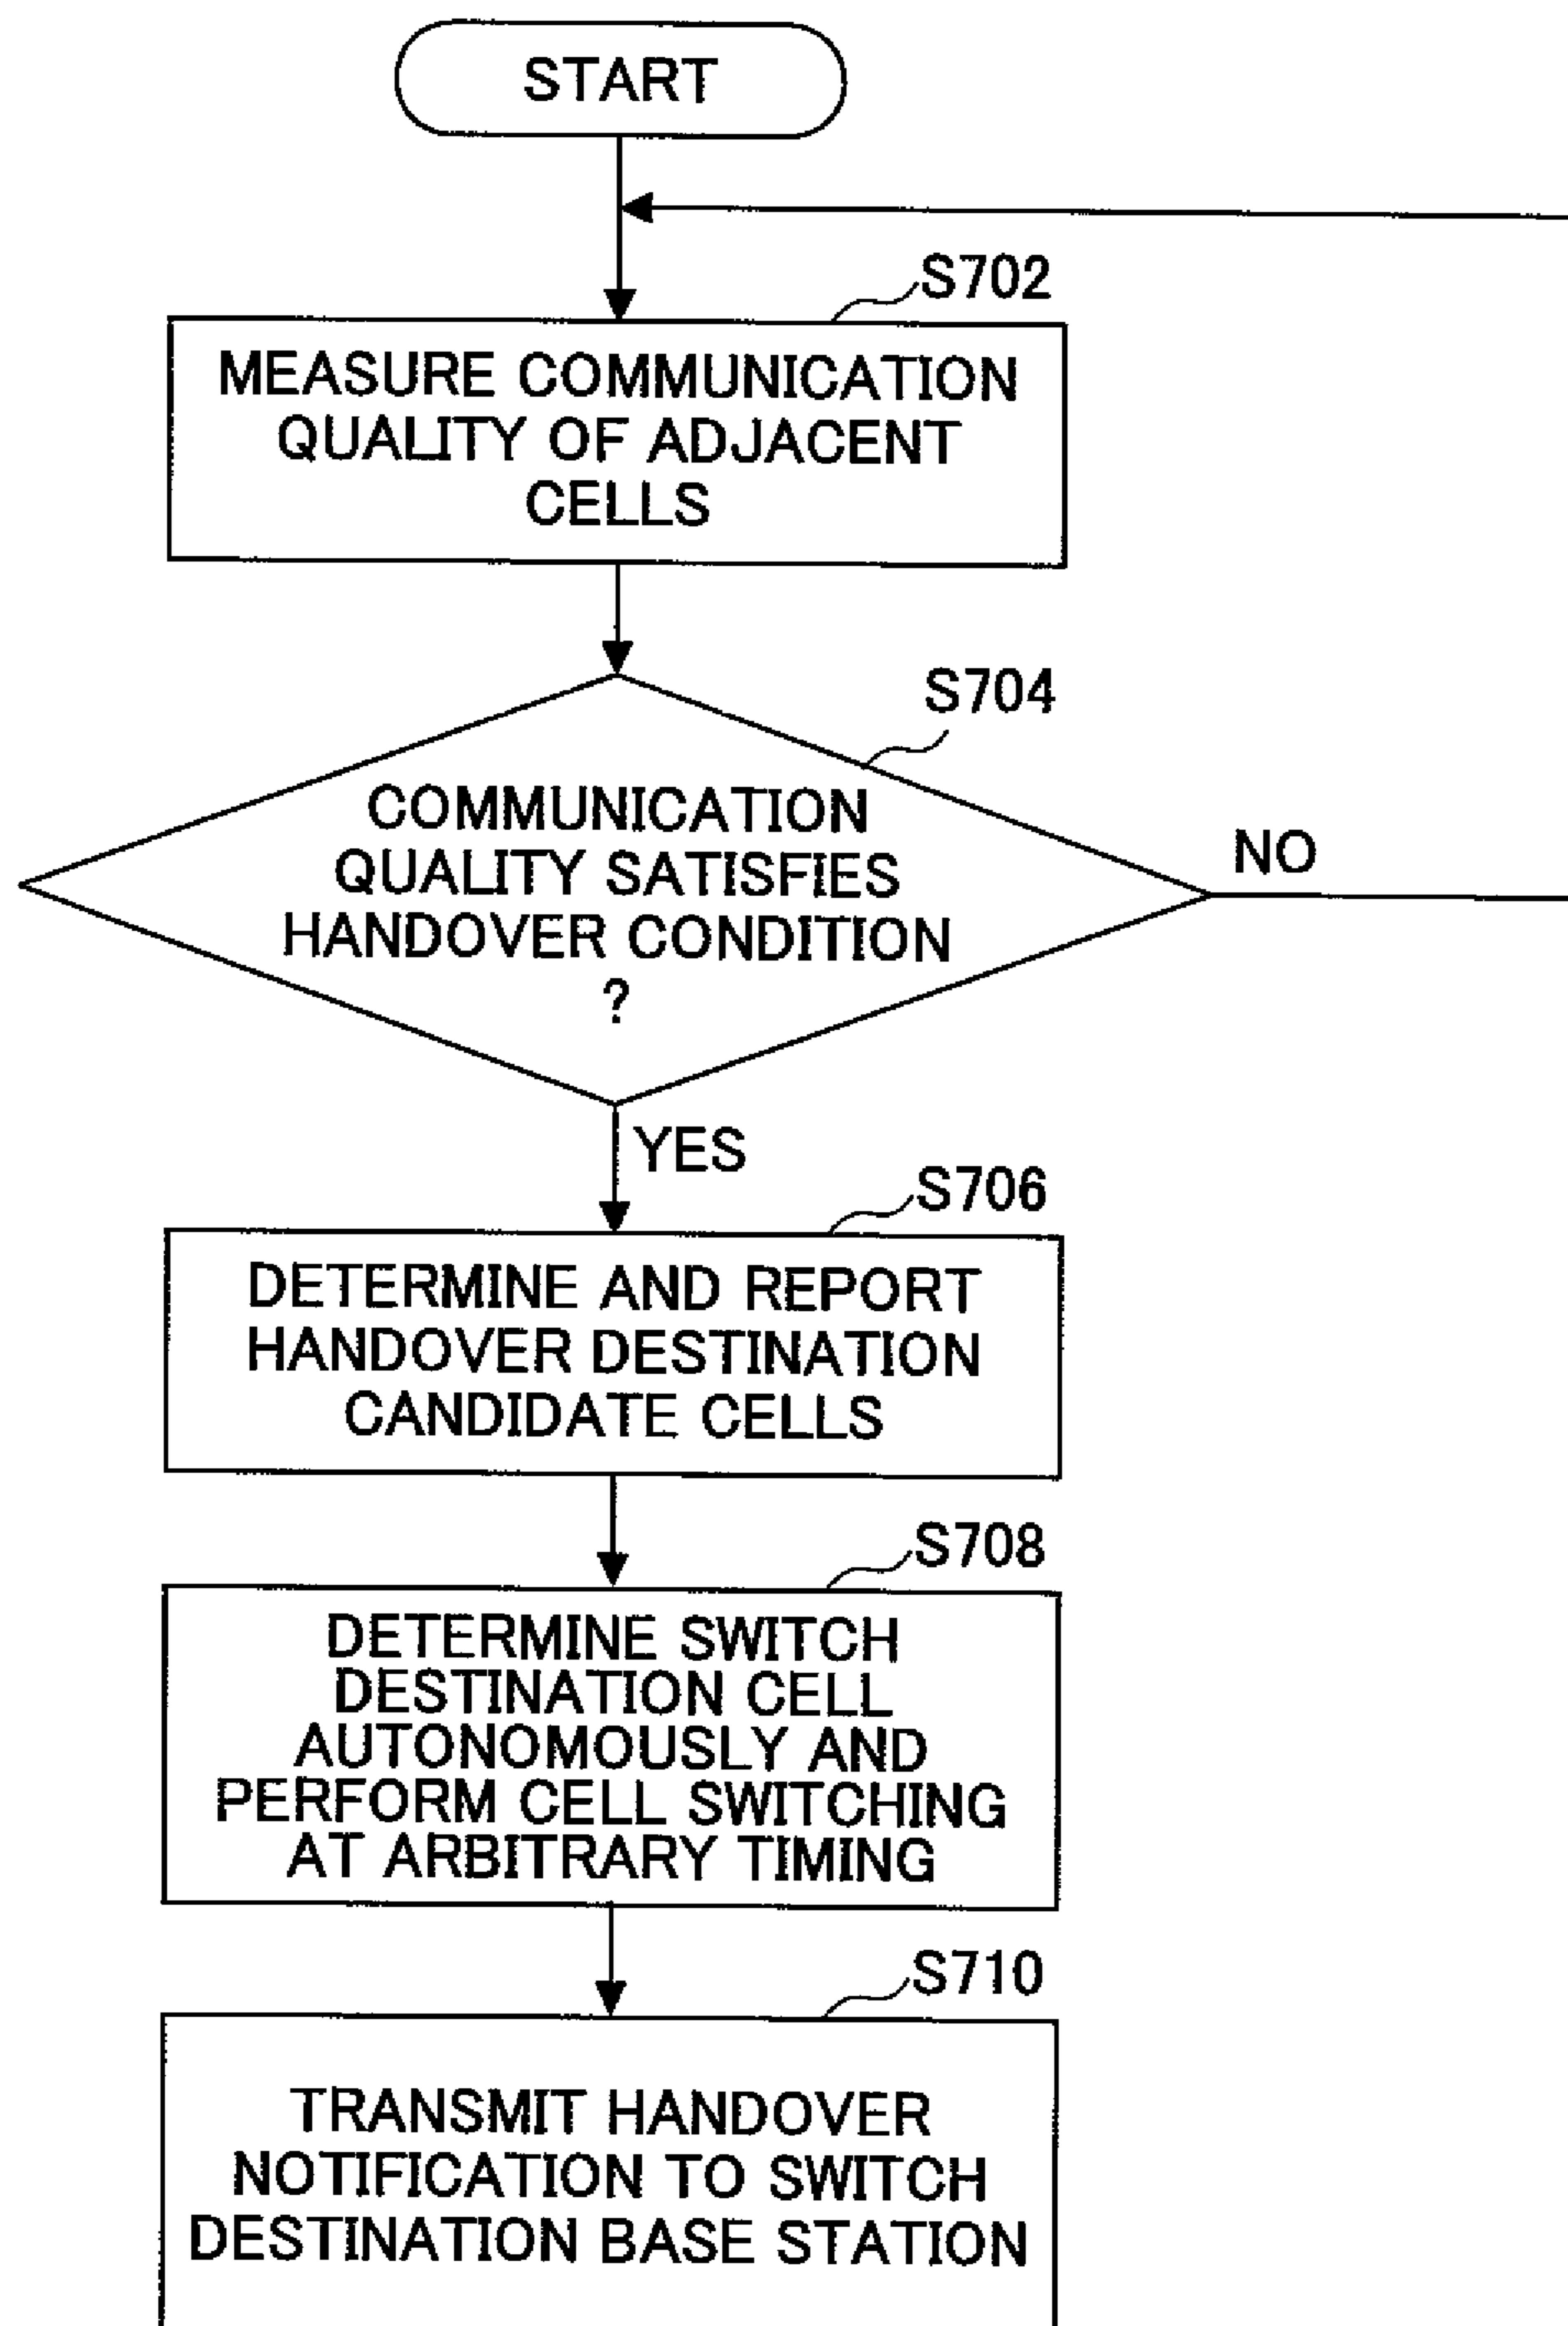 START
S702
MEASURE COMMUNICATION
QUALITY OF ADJACENT
CELLS
S704
COMMUNICATION
QUALITY SATISFIES
HANDOVER CONDITION
?
NO
YES
S706
DETERMINE AND REPORT
HANDOVER DESTINATION
CANDIDATE CELLS
S708
DETERMINE SWITCH
DESTINATION CELL
AUTONOMOUSLY AND
PERFORM CELL SWITCHING
AT ARBITRARY TIMING
S710
TRANSMIT HANDOVER
NOTIFICATION TO SWITCH
DESTINATION BASE STATION